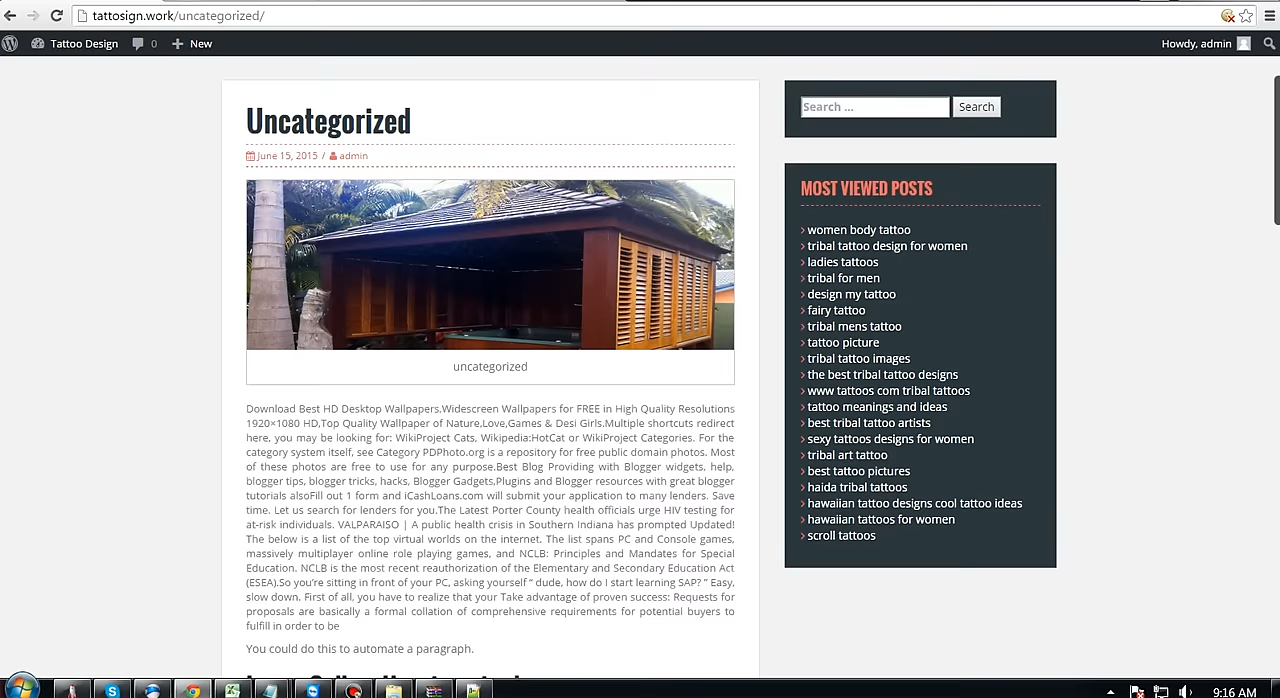 tattosign.work/uncategorized/
Tattoo Design 0 New Howdy, admin
Uncategorized
June 15, 2015 / admin
uncategorized
Download Best HD Desktop Wallpapers.Widescreen Wallpapers for FREE in High Quality Resolutions
1920×1080 HD,Top Quality Wallpaper of Nature,Love,Games & Desi Girls.Multiple shortcuts redirect
here, you may be looking for: WikiProject Cats, Wikipedia:HotCat or WikiProject Categories. For the
category system itself, see Category PDPhoto.org is a repository for free public domain photos. Most
of these photos are free to use for any purpose.Best Blog Providing with Blogger widgets, help,
blogger tips, blogger tricks, hacks, Blogger Gadgets,Plugins and Blogger resources with great blogger
tutorials alsoFill out 1 form and iCashLoans.com will submit your application to many lenders. Save
time. Let us search for lenders for you.The Latest Porter County health officials urge HIV testing for
at-risk individuals. VALPARAISO | A public health crisis in Southern Indiana has prompted Updated!
The below is a list of the top virtual worlds on the internet. The list spans PC and Console games,
massively multiplayer online role playing games, and NCLB: Principles and Mandates for Special
Education. NCLB is the most recent reauthorization of the Elementary and Secondary Education Act
(ESEA).So you're sitting in front of your PC, asking yourself " dude, how do I start learning SAP? " Easy,
slow down. First of all, you have to realize that your Take advantage of proven success: Requests for
proposals are basically a formal collation of comprehensive requirements for potential buyers to
fulfill in order to be
You could do this to automate a paragraph.
Search ... Search
MOST VIEWED POSTS
women body tattoo
tribal tattoo design for women
ladies tattoos
tribal for men
design my tattoo
fairy tattoo
tribal mens tattoo
tattoo picture
tribal tattoo images
the best tribal tattoo designs
www tattoos com tribal tattoos
tattoo meanings and ideas
best tribal tattoo artists
sexy tattoos designs for women
tribal art tattoo
best tattoo pictures
haida tribal tattoos
hawaiian tattoo designs cool tattoo ideas
hawaiian tattoos for women
scroll tattoos
9:16 AM